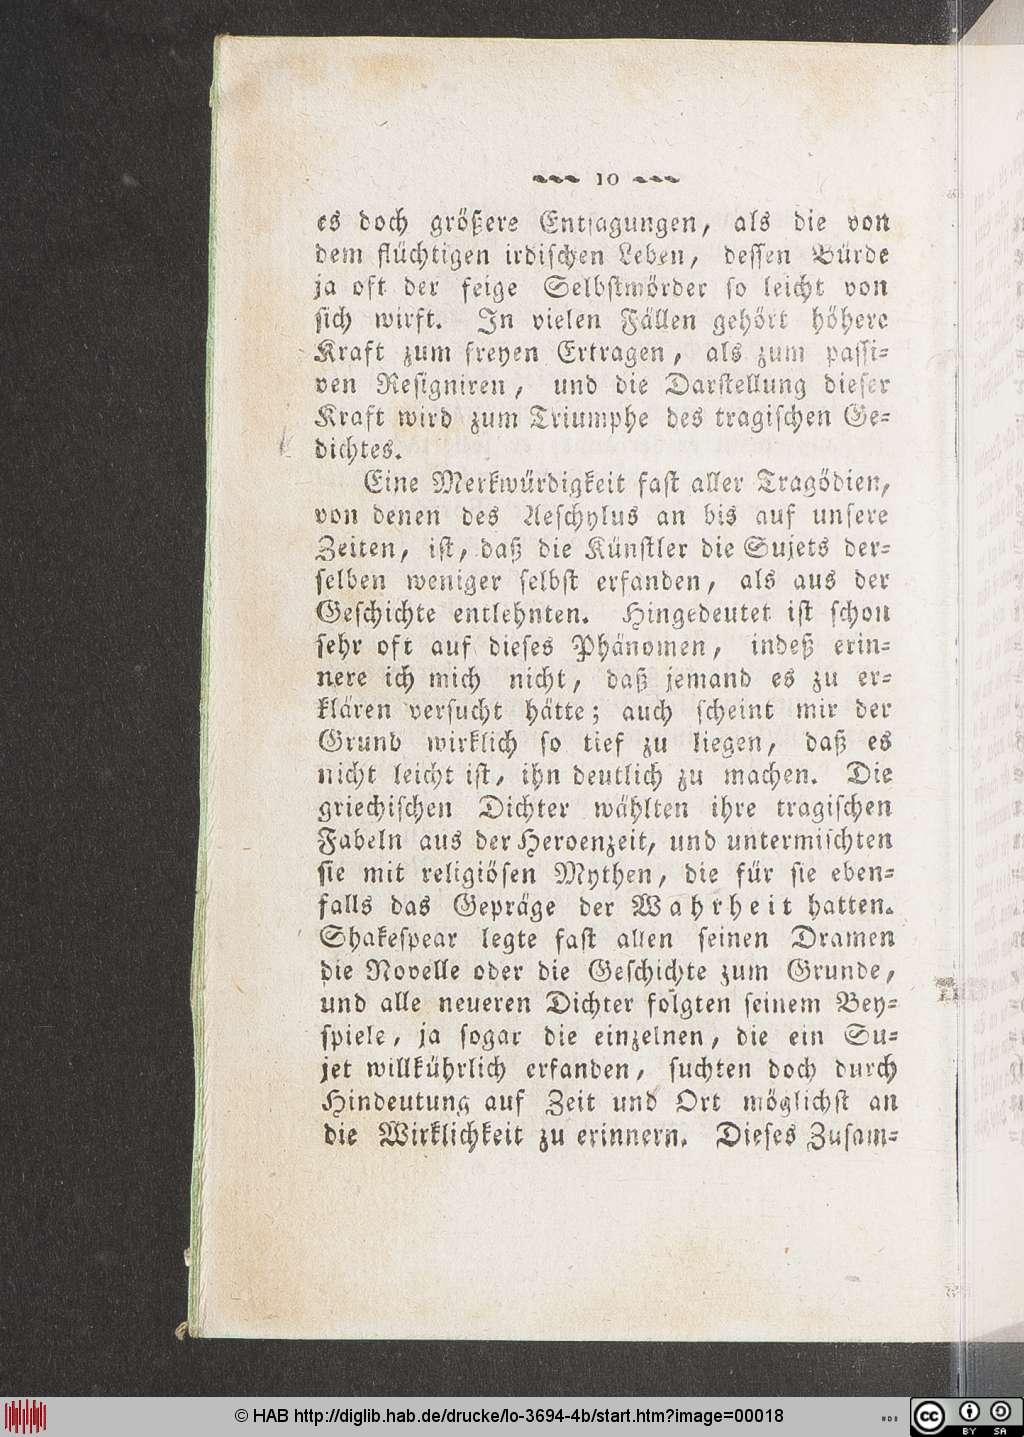 10
es doch größere Entsagungen, als die von
dem flüchtigen irdischen Leben, dessen Bürde
ja oft der feige Selbstmörder so leicht von
sich wirft. In vielen Fällen gehört höhere
Kraft zum freyen Ertragen, als zum passi-
ven Resigniren, und die Darstellung dieser
Kraft wird zum Triumphe des tragischen Ge-
dichtes.
Eine Merkwürdigkeit fast aller Tragödien,
von denen des Aeschylus an bis auf unsere
Zeiten, ist, daß die Künstler die Sujets der-
selben weniger selbst erfanden, als aus der
Geschichte entlehnten. Hingedeutet ist schon
sehr oft auf dieses Phänomen, indeß erin-
nere ich mich nicht, daß jemand es zu er-
klären versucht hätte; auch scheint mir der
Grund wirklich so tief zu liegen, daß es
nicht leicht ist, ihn deutlich zu machen. Die
griechischen Dichter wählten ihre tragischen
Fabeln aus der Heroenzeit, und untermischten
sie mit religiösen Mythen, die für sie eben-
falls das Gepräge der Wahrheit hatten.
Shakespear legte fast allen seinen Dramen
die Novelle oder die Geschichte zum Grunde,
und alle neueren Dichter folgten seinem Bey-
spiele, ja sogar die einzelnen, die ein Su-
jet willkührlich erfanden, suchten doch durch
Hindeutung auf Zeit und Ort möglichst an
die Wirklichkeit zu erinnern. Dieses Zusam-
© HAB http://diglib.hab.de/drucke/lo-3694-4b/start.htm?image=00018
cc BY SA